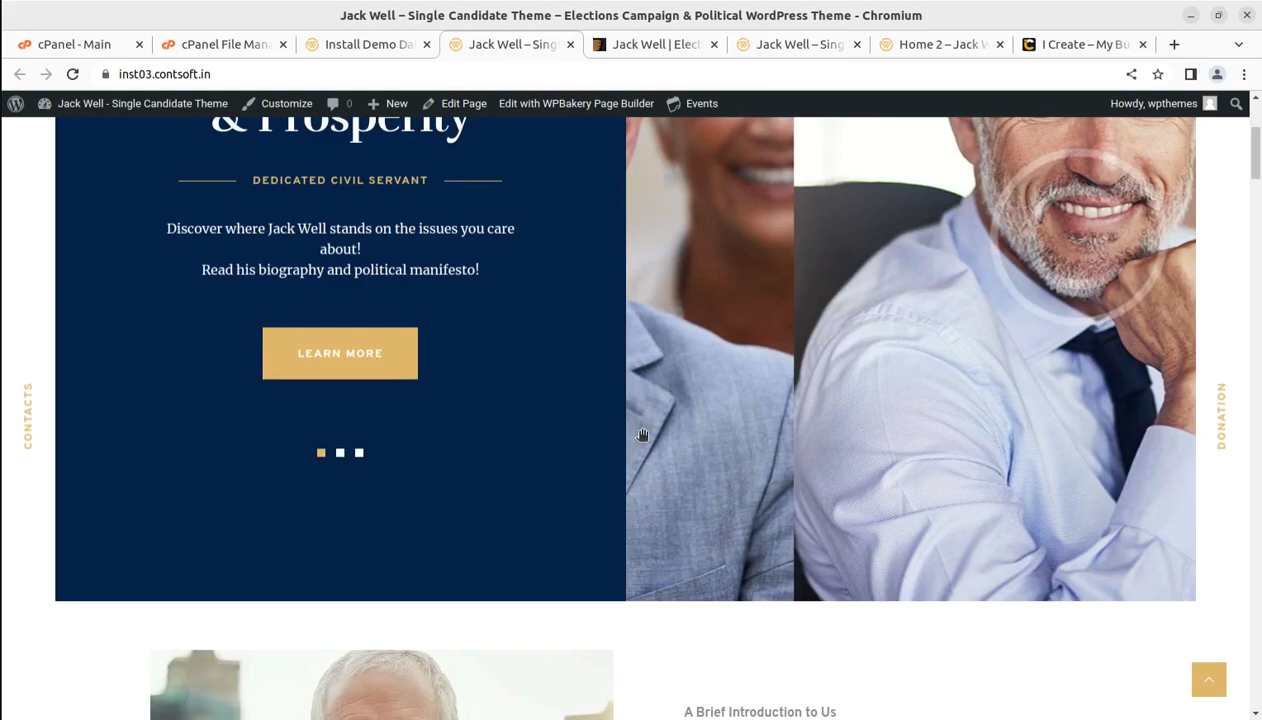 Jack Well – Single Candidate Theme – Elections Campaign & Political WordPress Theme - Chromium
cPanel - Main
cPanel File Man
Install Demo Da
Jack Well – Sing
Jack Well | Elect
Jack Well – Sing
Home 2 – Jack W
I Create – My Bu
inst03.contsoft.in
Jack Well - Single Candidate Theme
Customize
0
New
Edit Page
Edit with WPBakery Page Builder
Events
Howdy, wpthemes
& Prosperity
DEDICATED CIVIL SERVANT
Discover where Jack Well stands on the issues you care
about!
Read his biography and political manifesto!
LEARN MORE
CONTACTS
DONATION
A Brief Introduction to Us